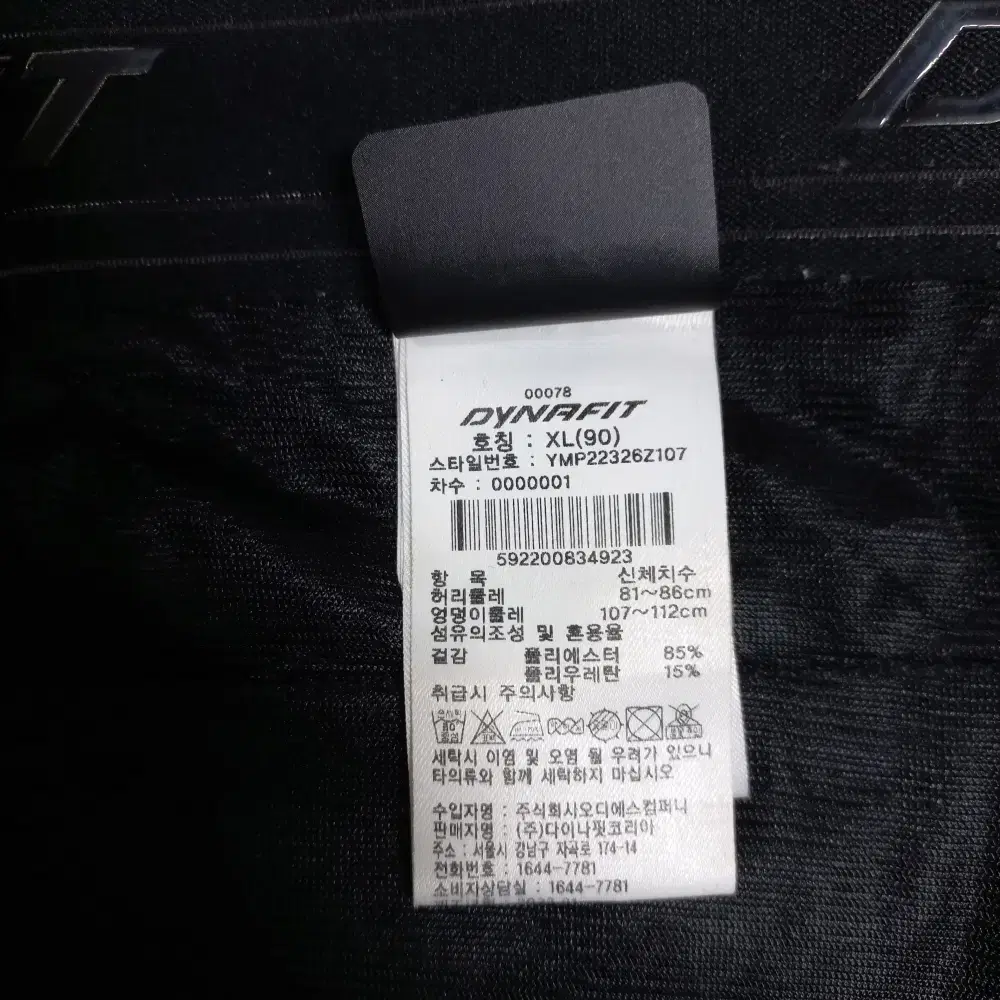 00078
DYNAFIT
호칭 : XL(90)
스타일번호 : YMP22326Z107
차수 : 0000001
592200834923
항 목 신체치수
허리둘레 81~86cm
엉덩이둘레 107~112cm
섬유의조성 및 혼용율
겉감 폴리에스터 85%
폴리우레탄 15%
취급시 주의사항
세탁시 이염 및 오염 될 우려가 있으니
타의류와 함께 세탁하지 마십시오
수입자명 : 주식회사오디에스컴퍼니
판매자명 : (주)다이나핏코리아
주소 : 서울시 강남구 자곡로 174-14
전화번호 : 1644-7781
소비자상담실 : 1644-7781